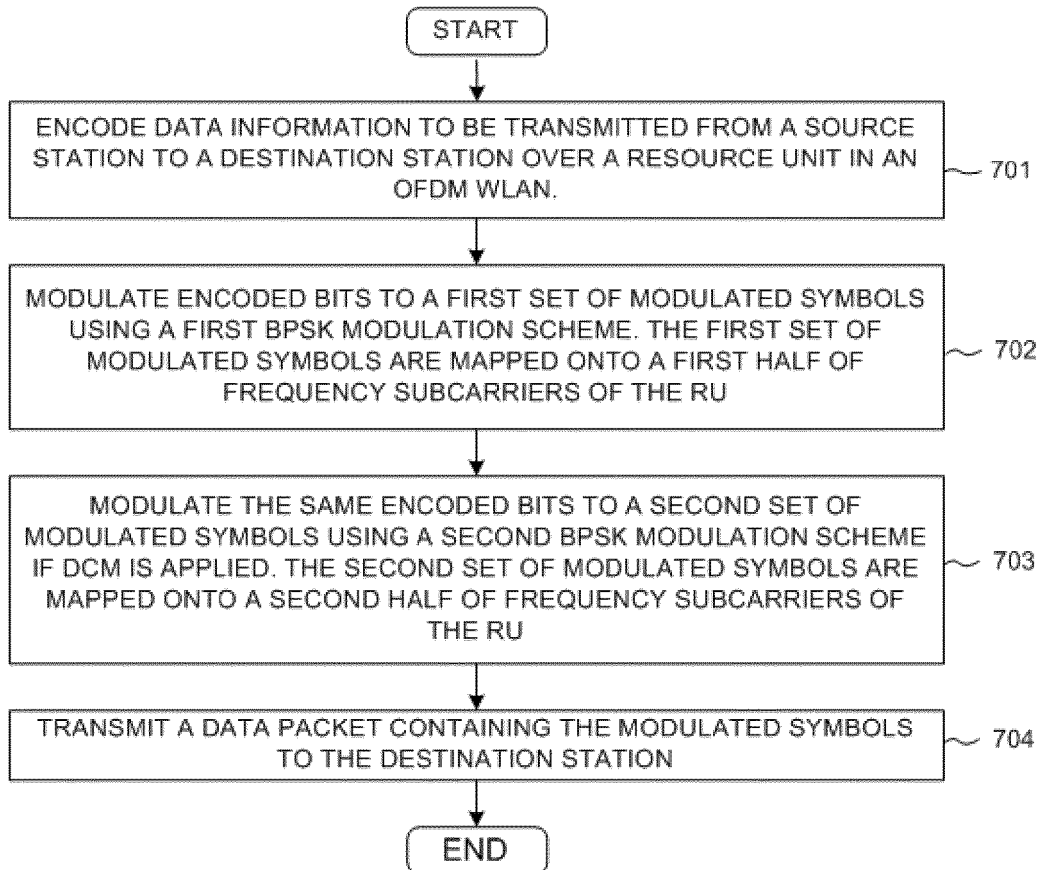 START
ENCODE DATA INFORMATION TO BE TRANSMITTED FROM A SOURCE
STATION TO A DESTINATION STATION OVER A RESOURCE UNIT IN AN
OFDM WLAN.
701
MODULATE ENCODED BITS TO A FIRST SET OF MODULATED SYMBOLS
USING A FIRST BPSK MODULATION SCHEME. THE FIRST SET OF
MODULATED SYMBOLS ARE MAPPED ONTO A FIRST HALF OF
FREQUENCY SUBCARRIERS OF THE RU
702
MODULATE THE SAME ENCODED BITS TO A SECOND SET OF
MODULATED SYMBOLS USING A SECOND BPSK MODULATION SCHEME
IF DCM IS APPLIED. THE SECOND SET OF MODULATED SYMBOLS ARE
MAPPED ONTO A SECOND HALF OF FREQUENCY SUBCARRIERS OF
THE RU
703
TRANSMIT A DATA PACKET CONTAINING THE MODULATED SYMBOLS
TO THE DESTINATION STATION
704
END